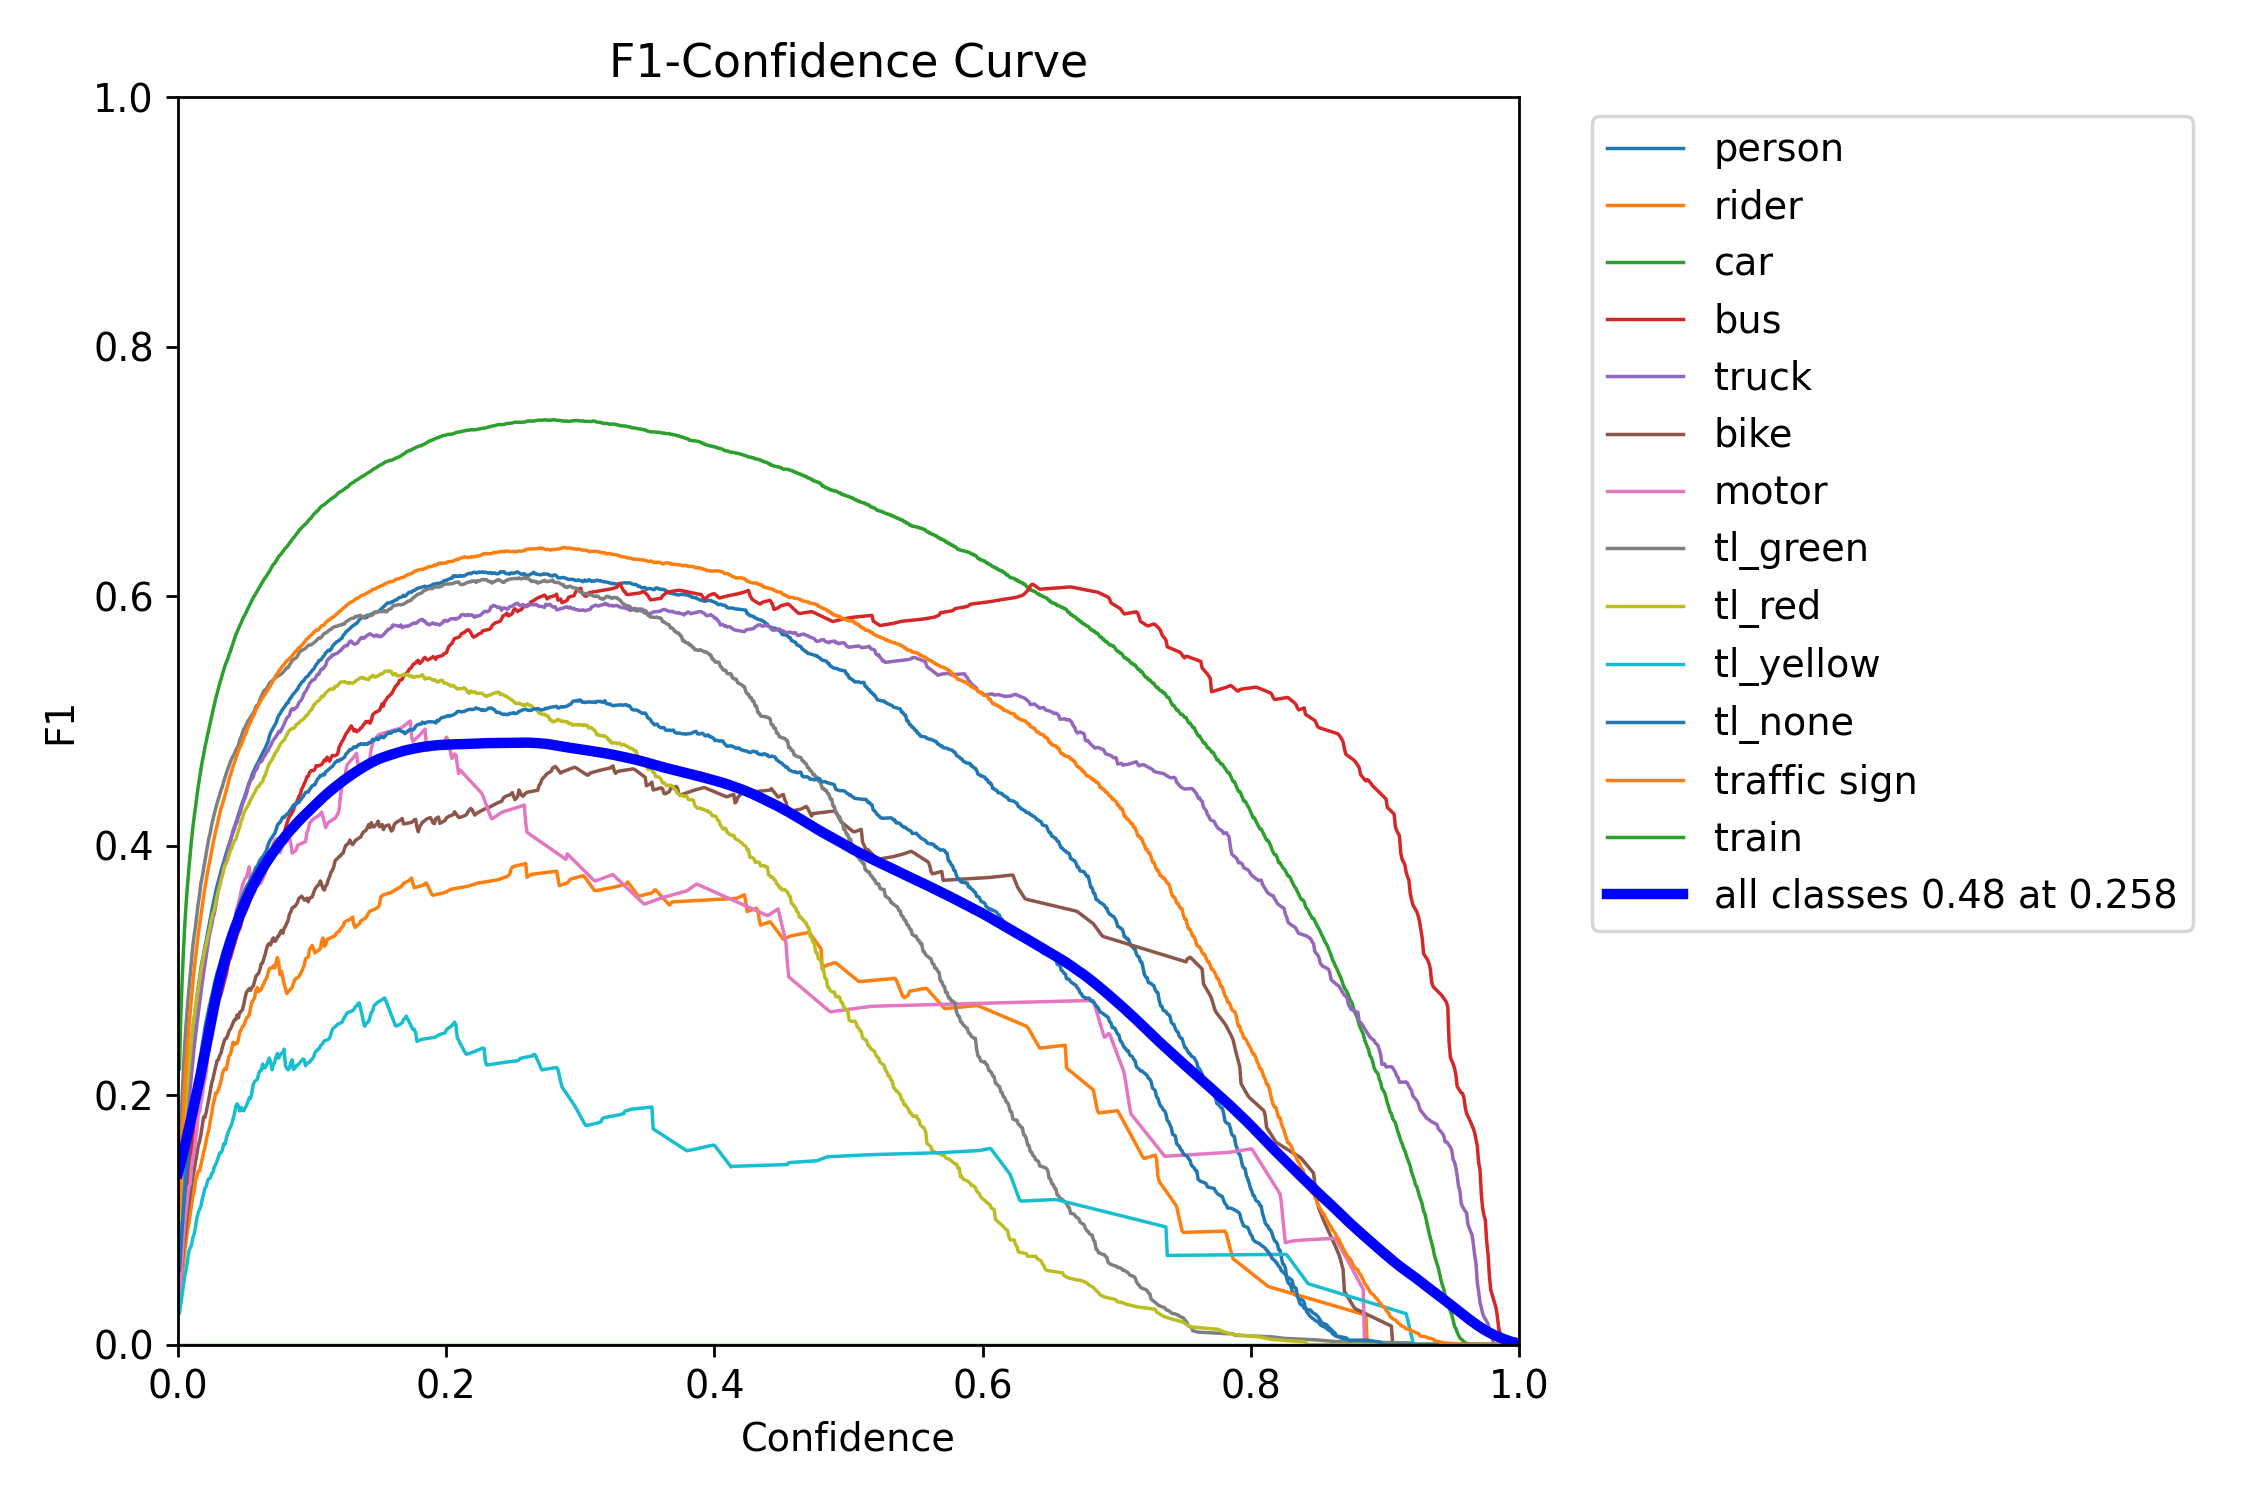 F1-Confidence Curve
1.0
0.8
0.6
0.4
0.2
0.0
F1
0.0 0.2 0.4 0.6 0.8 1.0
Confidence
person
rider
car
bus
truck
bike
motor
tl_green
tl_red
tl_yellow
tl_none
traffic sign
train
all classes 0.48 at 0.258